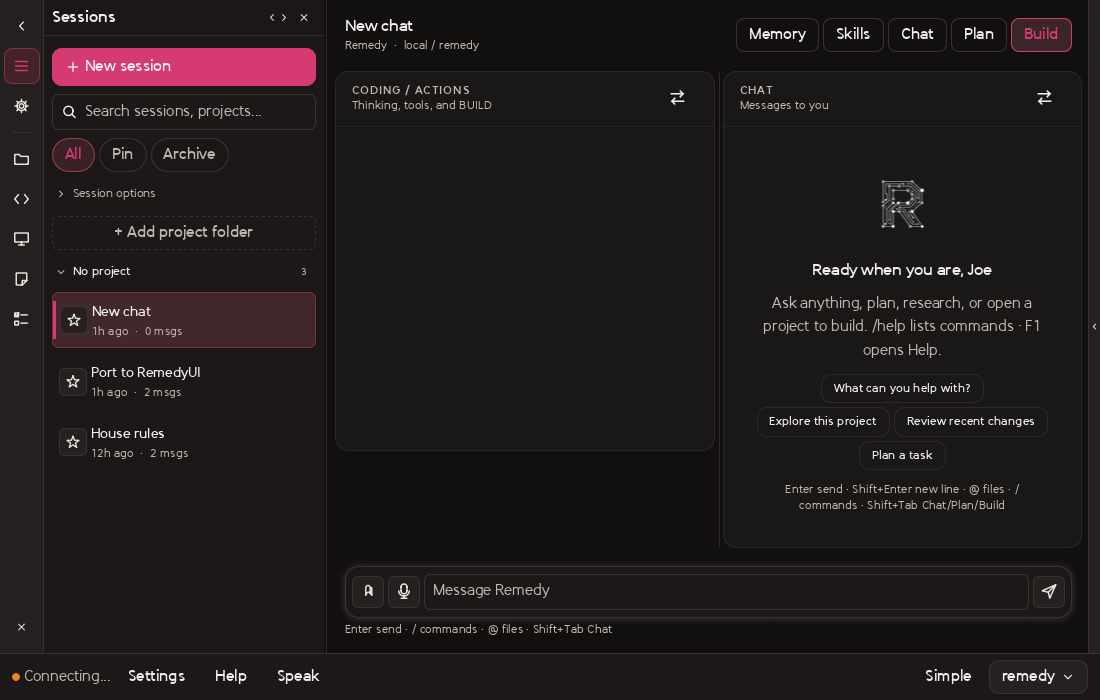 Sessions
New session
Search sessions, projects...
All
Pin
Archive
Session options
+ Add project folder
No project
3
New chat
1h ago · 0 msgs
Port to RemedyUI
1h ago · 2 msgs
House rules
12h ago · 2 msgs
New chat
Remedy · local / remedy
Memory
Skills
Chat
Plan
Build
CODING / ACTIONS
Thinking, tools, and BUILD
CHAT
Messages to you
R
Ready when you are, Joe
Ask anything, plan, research, or open a
project to build. /help lists commands · F1
opens Help.
What can you help with?
Explore this project
Review recent changes
Plan a task
Enter send · Shift+Enter new line · @ files · /
commands · Shift+Tab Chat/Plan/Build
Message Remedy
Enter send · / commands · @ files · Shift+Tab Chat
Connecting...
Settings
Help
Speak
Simple
remedy